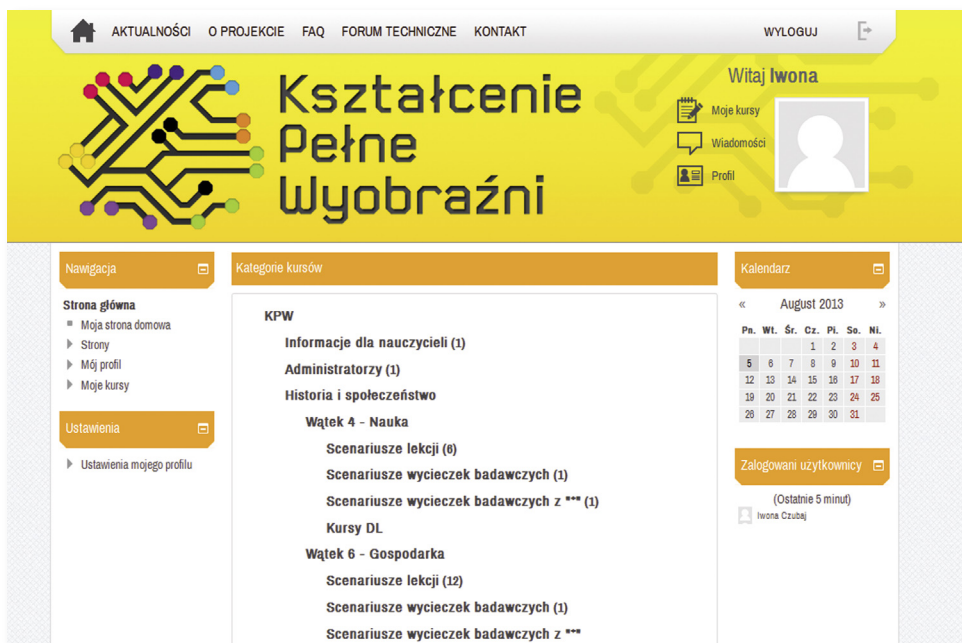 AKTUALNOŚCI O PROJEKCIE FAQ FORUM TECHNICZNE KONTAKT WYLOGUJ
Kształcenie
Pełne
Wyobraźni
Witaj Iwona
Moje kursy
Wiadomości
Profil
Nawigacja
Strona główna
Moja strona domowa
Strony
Mój profil
Moje kursy
Ustawienia
Ustawienia mojego profilu
Kategorie kursów
KPW
Informacje dla nauczycieli (1)
Administratorzy (1)
Historia i społeczeństwo
Wątek 4 - Nauka
Scenariusze lekcji (6)
Scenariusze wycieczek badawczych (1)
Scenariusze wycieczek badawczych z *** (1)
Kursy DL
Wątek 6 - Gospodarka
Scenariusze lekcji (12)
Scenariusze wycieczek badawczych (1)
Scenariusze wycieczek badawczych z ***
Kalendarz
« August 2013 »
Pn. Wt. Śr. Cz. Pi. So. Ni.
1 2 3 4
5 6 7 8 9 10 11
12 13 14 15 16 17 18
19 20 21 22 23 24 25
26 27 28 29 30 31
Zalogowani użytkownicy
(Ostatnie 5 minut)
Iwona Czubaj